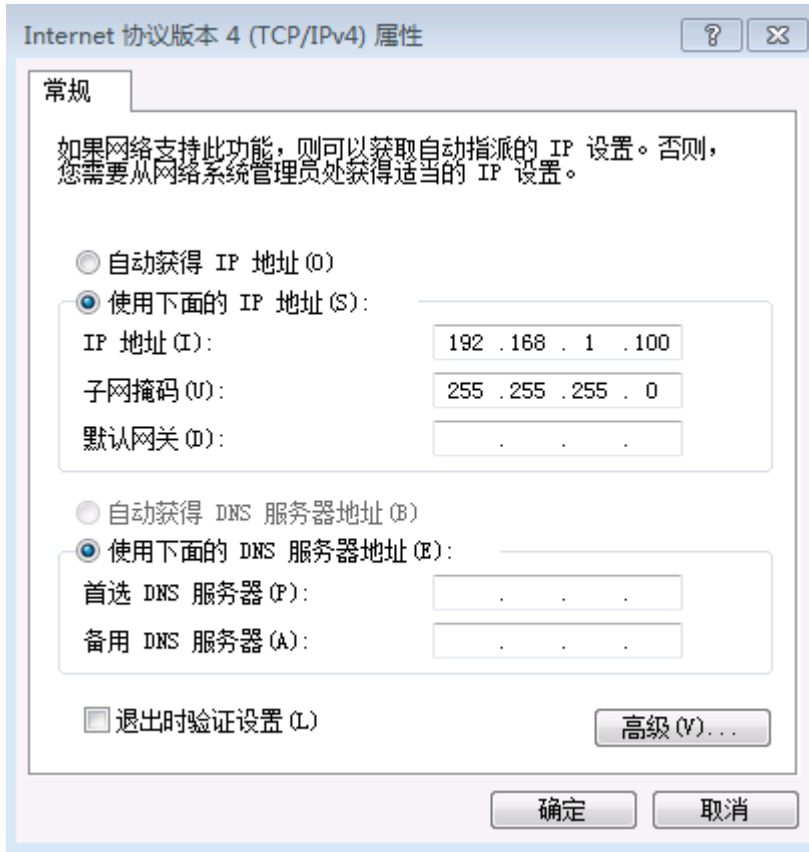 Internet 协议版本 4 (TCP/IPv4) 属性
常规
如果网络支持此功能，则可以获取自动指派的 IP 设置。否则，
您需要从网络系统管理员处获得适当的 IP 设置。
自动获得 IP 地址(O)
使用下面的 IP 地址(S):
IP 地址(I): 192 .168 . 1 .100
子网掩码(U): 255 .255 .255 . 0
默认网关(D): . . .
自动获得 DNS 服务器地址(B)
使用下面的 DNS 服务器地址(E):
首选 DNS 服务器(P): . . .
备用 DNS 服务器(A): . . .
退出时验证设置(L)
高级(V)...
确定 取消